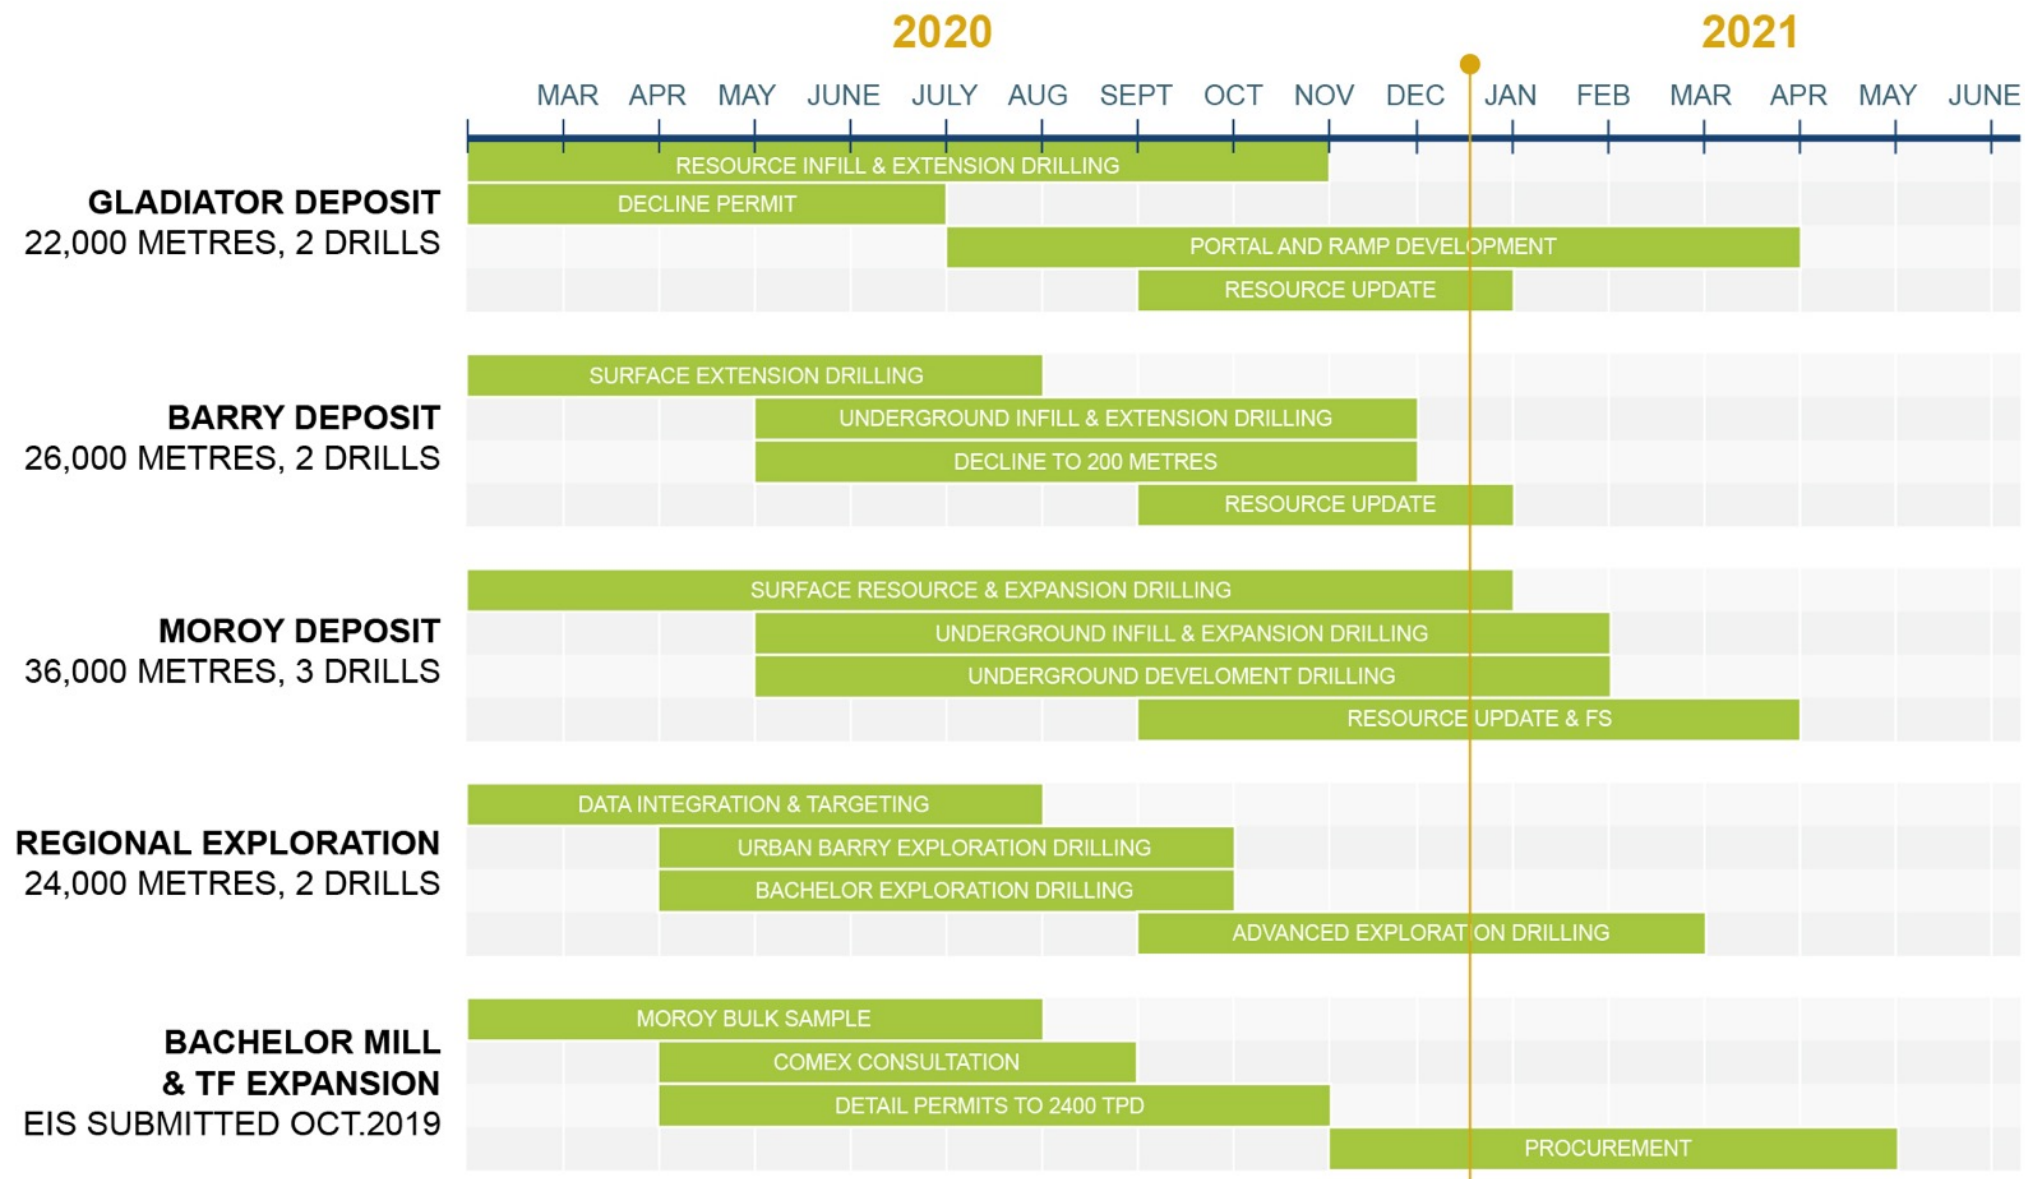 2020 2021
MAR APR MAY JUNE JULY AUG SEPT OCT NOV DEC JAN FEB MAR APR MAY JUNE
GLADIATOR DEPOSIT
22,000 METRES, 2 DRILLS
RESOURCE INFILL & EXTENSION DRILLING
DECLINE PERMIT
PORTAL AND RAMP DEVELOPMENT
RESOURCE UPDATE
BARRY DEPOSIT
26,000 METRES, 2 DRILLS
SURFACE EXTENSION DRILLING
UNDERGROUND INFILL & EXTENSION DRILLING
DECLINE TO 200 METRES
RESOURCE UPDATE
MOROY DEPOSIT
36,000 METRES, 3 DRILLS
SURFACE RESOURCE & EXPANSION DRILLING
UNDERGROUND INFILL & EXPANSION DRILLING
UNDERGROUND DEVELOMENT DRILLING
RESOURCE UPDATE & FS
REGIONAL EXPLORATION
24,000 METRES, 2 DRILLS
DATA INTEGRATION & TARGETING
URBAN BARRY EXPLORATION DRILLING
BACHELOR EXPLORATION DRILLING
ADVANCED EXPLORATION DRILLING
BACHELOR MILL
& TF EXPANSION
EIS SUBMITTED OCT.2019
MOROY BULK SAMPLE
COMEX CONSULTATION
DETAIL PERMITS TO 2400 TPD
PROCUREMENT